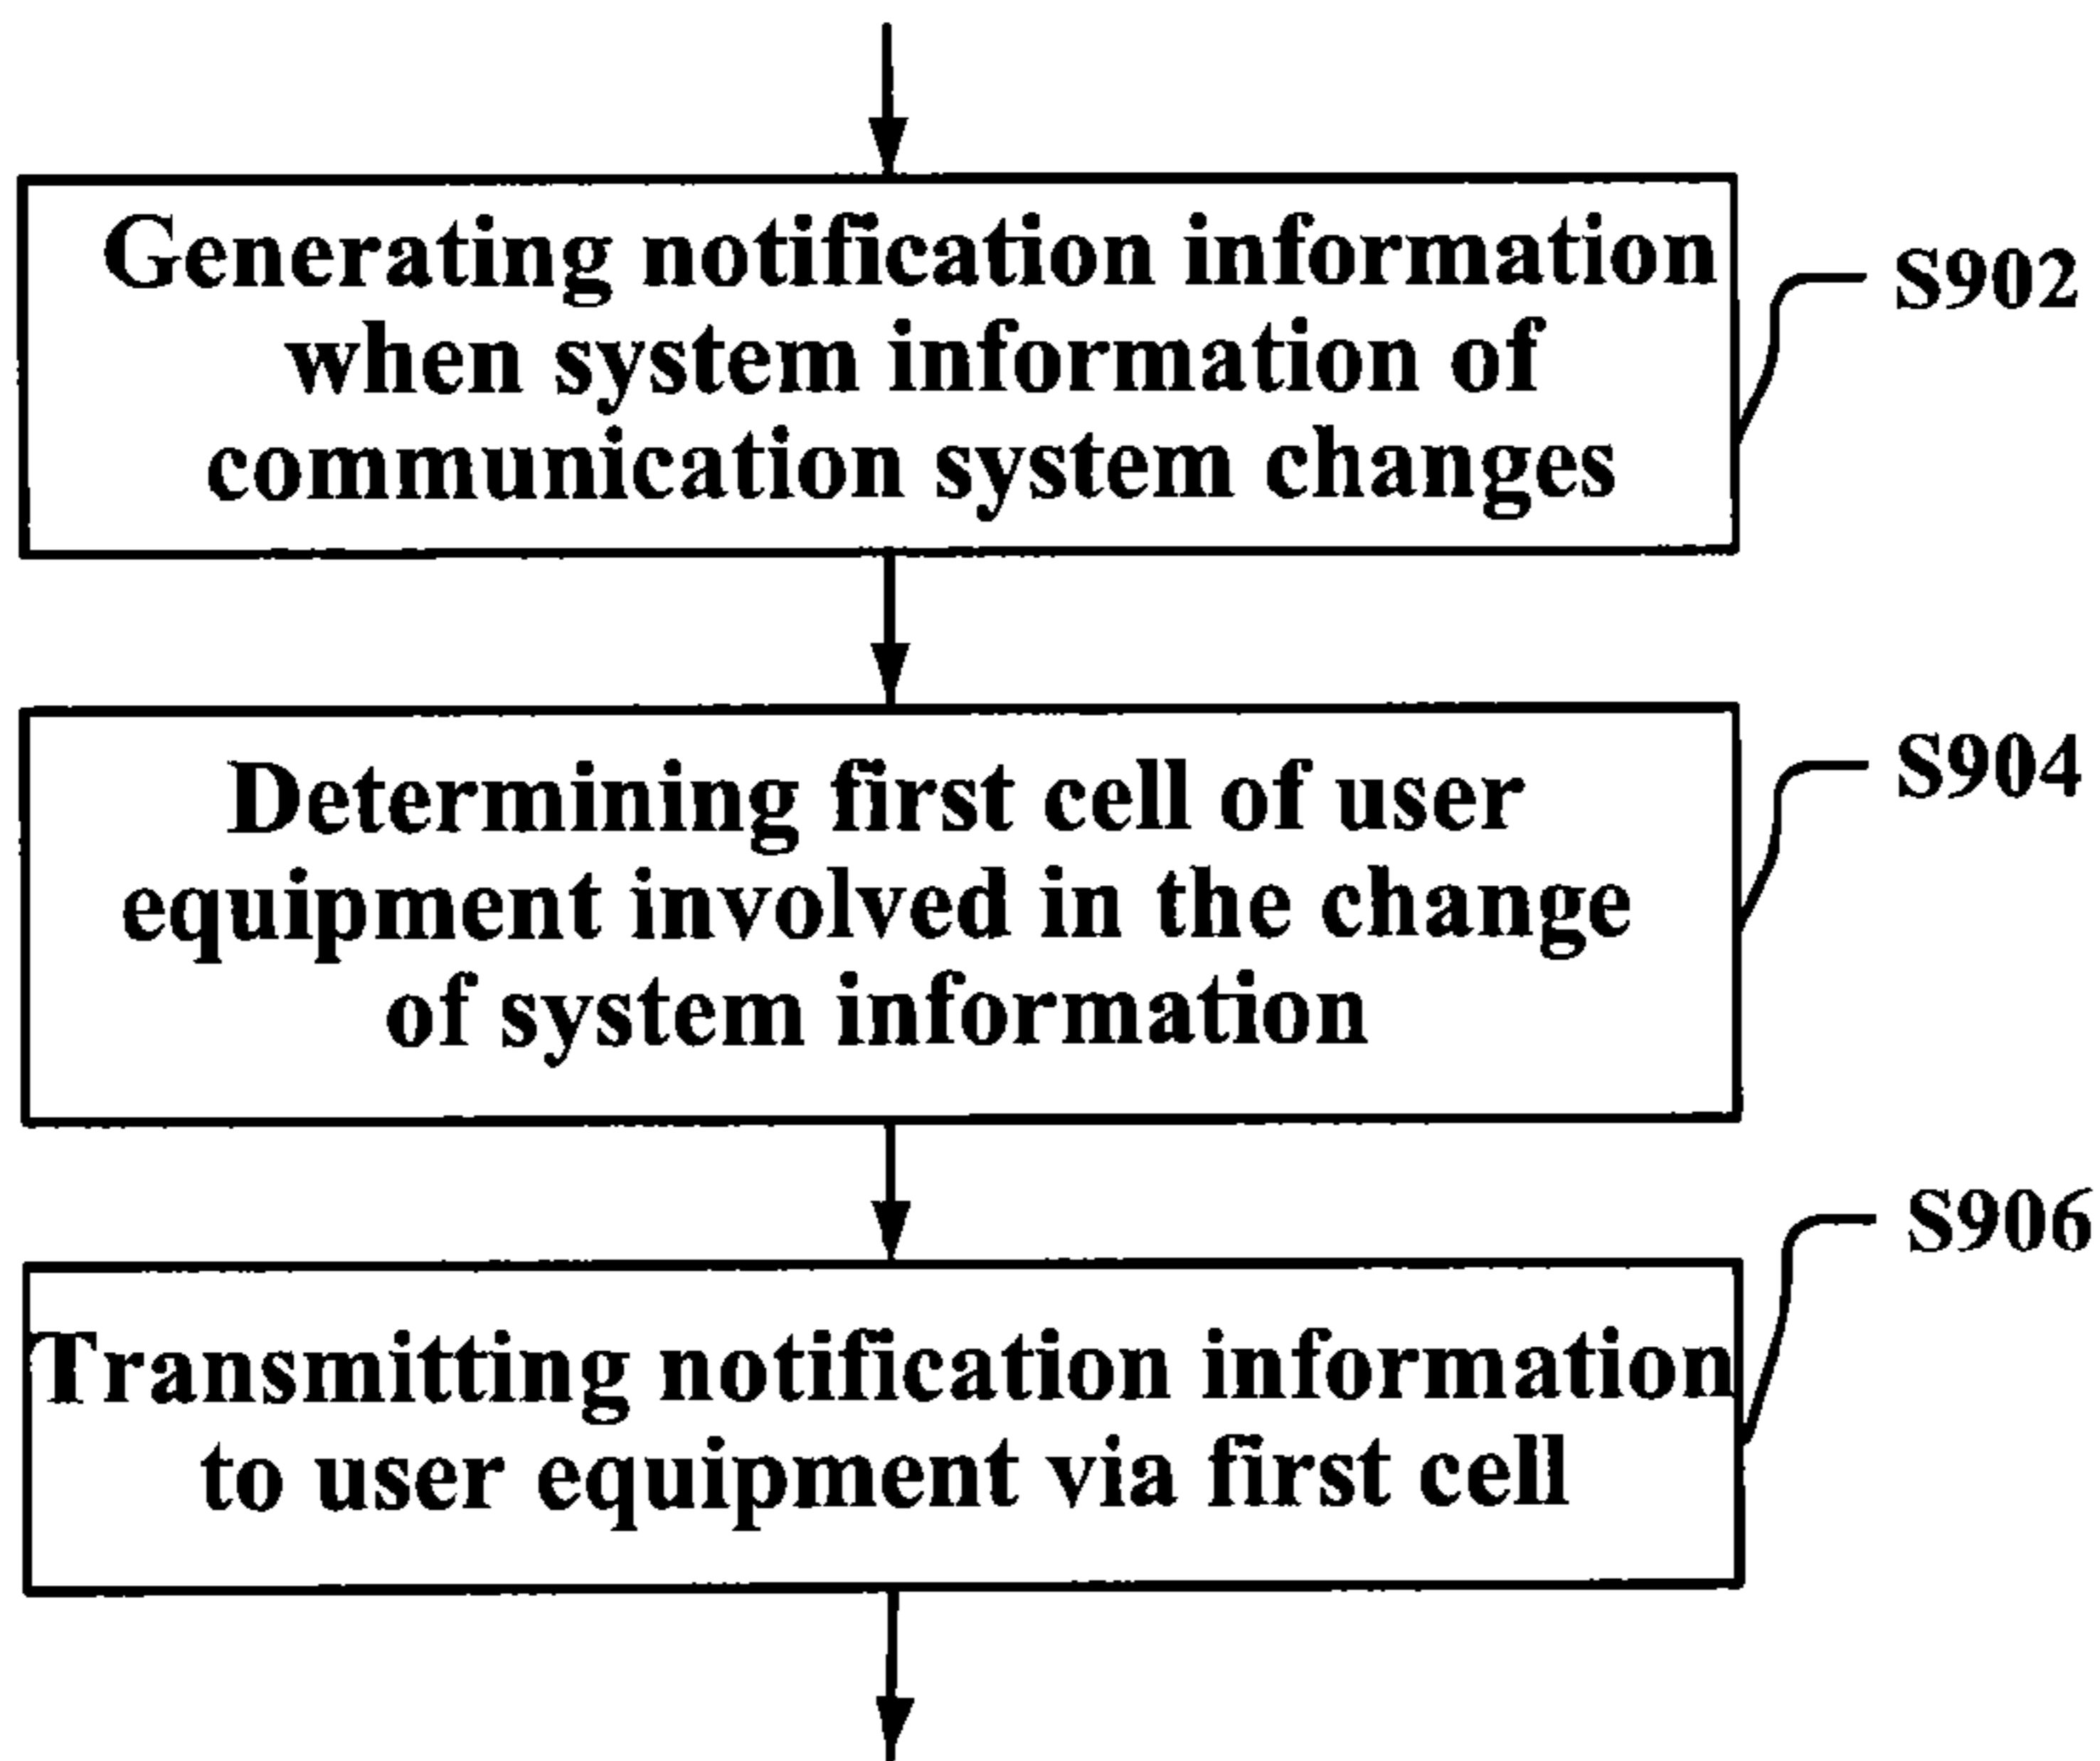 Generating notification information
when system information of
communication system changes
S902
Determining first cell of user
equipment involved in the change
of system information
S904
Transmitting notification information
to user equipment via first cell
S906